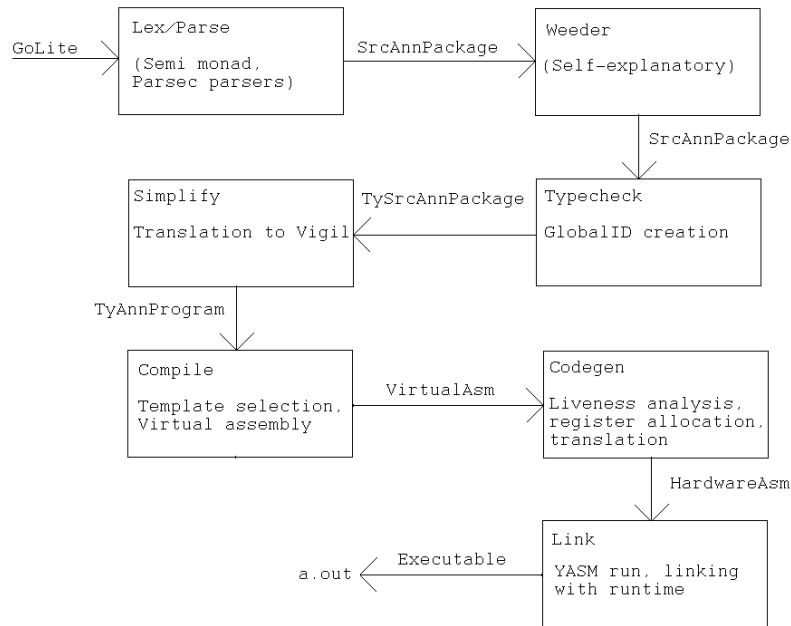 Lex/Parse
GoLite
(Semi monad,
Parsec parsers)
SrcAnnPackage
Weeder
(Self-explanatory)
SrcAnnPackage
Typecheck
GlobalID creation
TySrcAnnPackage
Simplify
Translation to Vigil
TyAnnProgram
Compile
Template selection,
Virtual assembly
VirtualAsm
Codegen
Liveness analysis,
register allocation,
translation
HardwareAsm
Link
YASM run, linking
with runtime
Executable
a.out